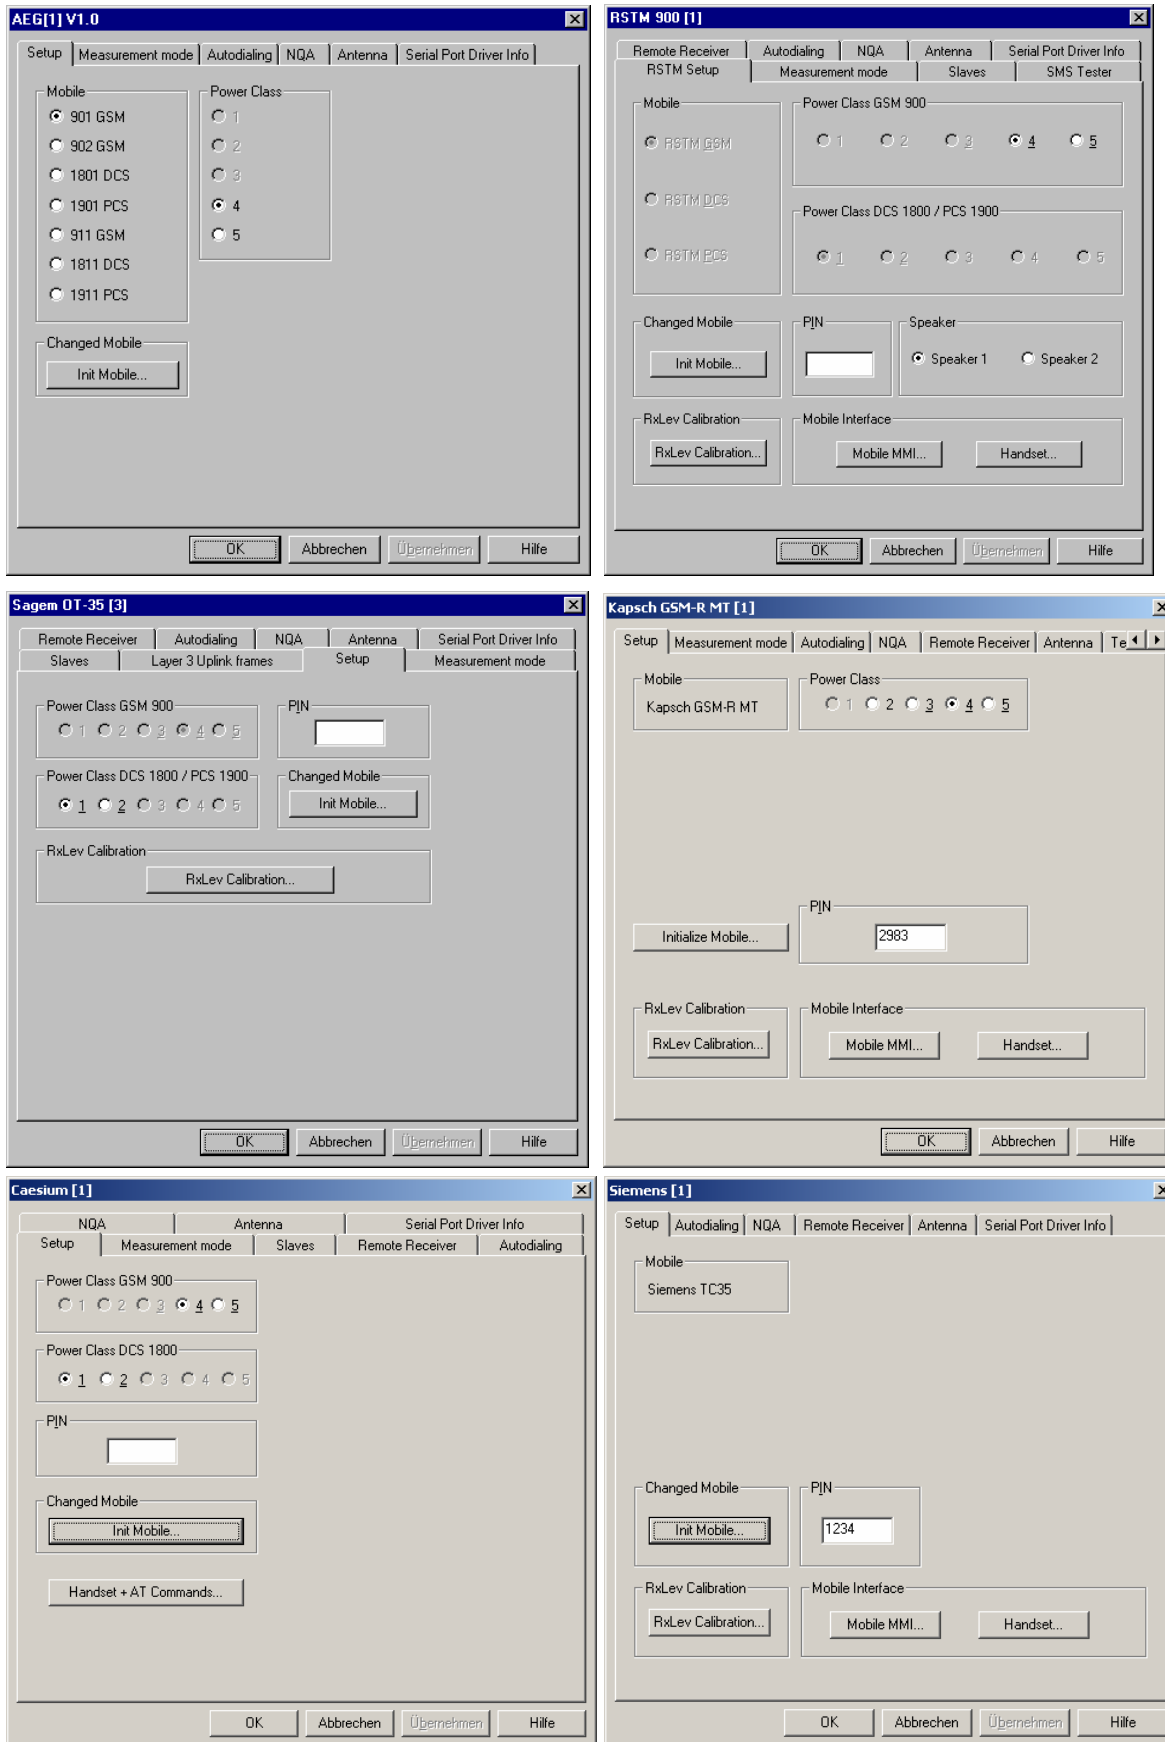 AEG[1] V1.0
Setup Measurement mode Autodialing NQA Antenna Serial Port Driver Info
Mobile Power Class
901 GSM 1
902 GSM 2
1801 DCS 3
1901 PCS 4
911 GSM 5
1811 DCS
1911 PCS
Changed Mobile
Init Mobile...
OK Abbrechen Übernehmen Hilfe
RSTM 900 [1]
Remote Receiver Autodialing NQA Antenna Serial Port Driver Info
RSTM Setup Measurement mode Slaves SMS Tester
Mobile Power Class GSM 900
RSTM GSM 1 2 3 4 5
RSTM DCS
Power Class DCS 1800 / PCS 1900
RSTM PCS 1 2 3 4 5
Changed Mobile PIN Speaker
Init Mobile... Speaker 1 Speaker 2
RxLev Calibration Mobile Interface
RxLev Calibration... Mobile MMI... Handset...
OK Abbrechen Übernehmen Hilfe
Sagem OT-35 [3]
Remote Receiver Autodialing NQA Antenna Serial Port Driver Info
Slaves Layer 3 Uplink frames Setup Measurement mode
Power Class GSM 900 PIN
1 2 3 4 5
Power Class DCS 1800 / PCS 1900 Changed Mobile
1 2 3 4 5 Init Mobile...
RxLev Calibration
RxLev Calibration...
OK Abbrechen Übernehmen Hilfe
Kapsch GSM-R MT [1]
Setup Measurement mode Autodialing NQA Remote Receiver Antenna Te
Mobile Power Class
Kapsch GSM-R MT 1 2 3 4 5
PIN
Initialize Mobile... 2983
RxLev Calibration Mobile Interface
RxLev Calibration... Mobile MMI... Handset...
OK Abbrechen Hilfe
Caesium [1]
NQA Antenna Serial Port Driver Info
Setup Measurement mode Slaves Remote Receiver Autodialing
Power Class GSM 900
1 2 3 4 5
Power Class DCS 1800
1 2 3 4 5
PIN
Changed Mobile
Init Mobile...
Handset + AT Commands...
OK Abbrechen Übernehmen Hilfe
Siemens [1]
Setup Autodialing NQA Remote Receiver Antenna Serial Port Driver Info
Mobile
Siemens TC35
Changed Mobile PIN
Init Mobile... 1234
RxLev Calibration Mobile Interface
RxLev Calibration... Mobile MMI... Handset...
OK Abbrechen Übernehmen Hilfe